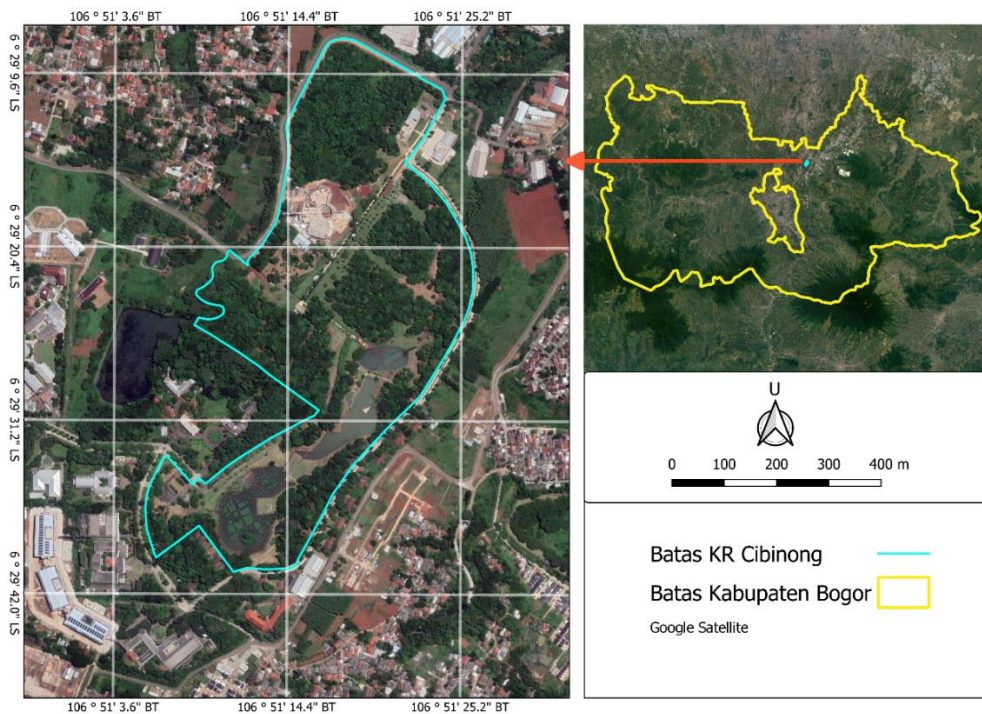 106 ° 51' 3.6" BT 106 ° 51' 14.4" BT 106 ° 51' 25.2" BT
6 ° 29' 9.6" LS
6 ° 29' 20.4" LS
6 ° 29' 31.2" LS
6 ° 29' 42.0" LS
106 ° 51' 3.6" BT 106 ° 51' 14.4" BT 106 ° 51' 25.2" BT
U
0 100 200 300 400 m
Batas KR Cibinong
Batas Kabupaten Bogor
Google Satellite